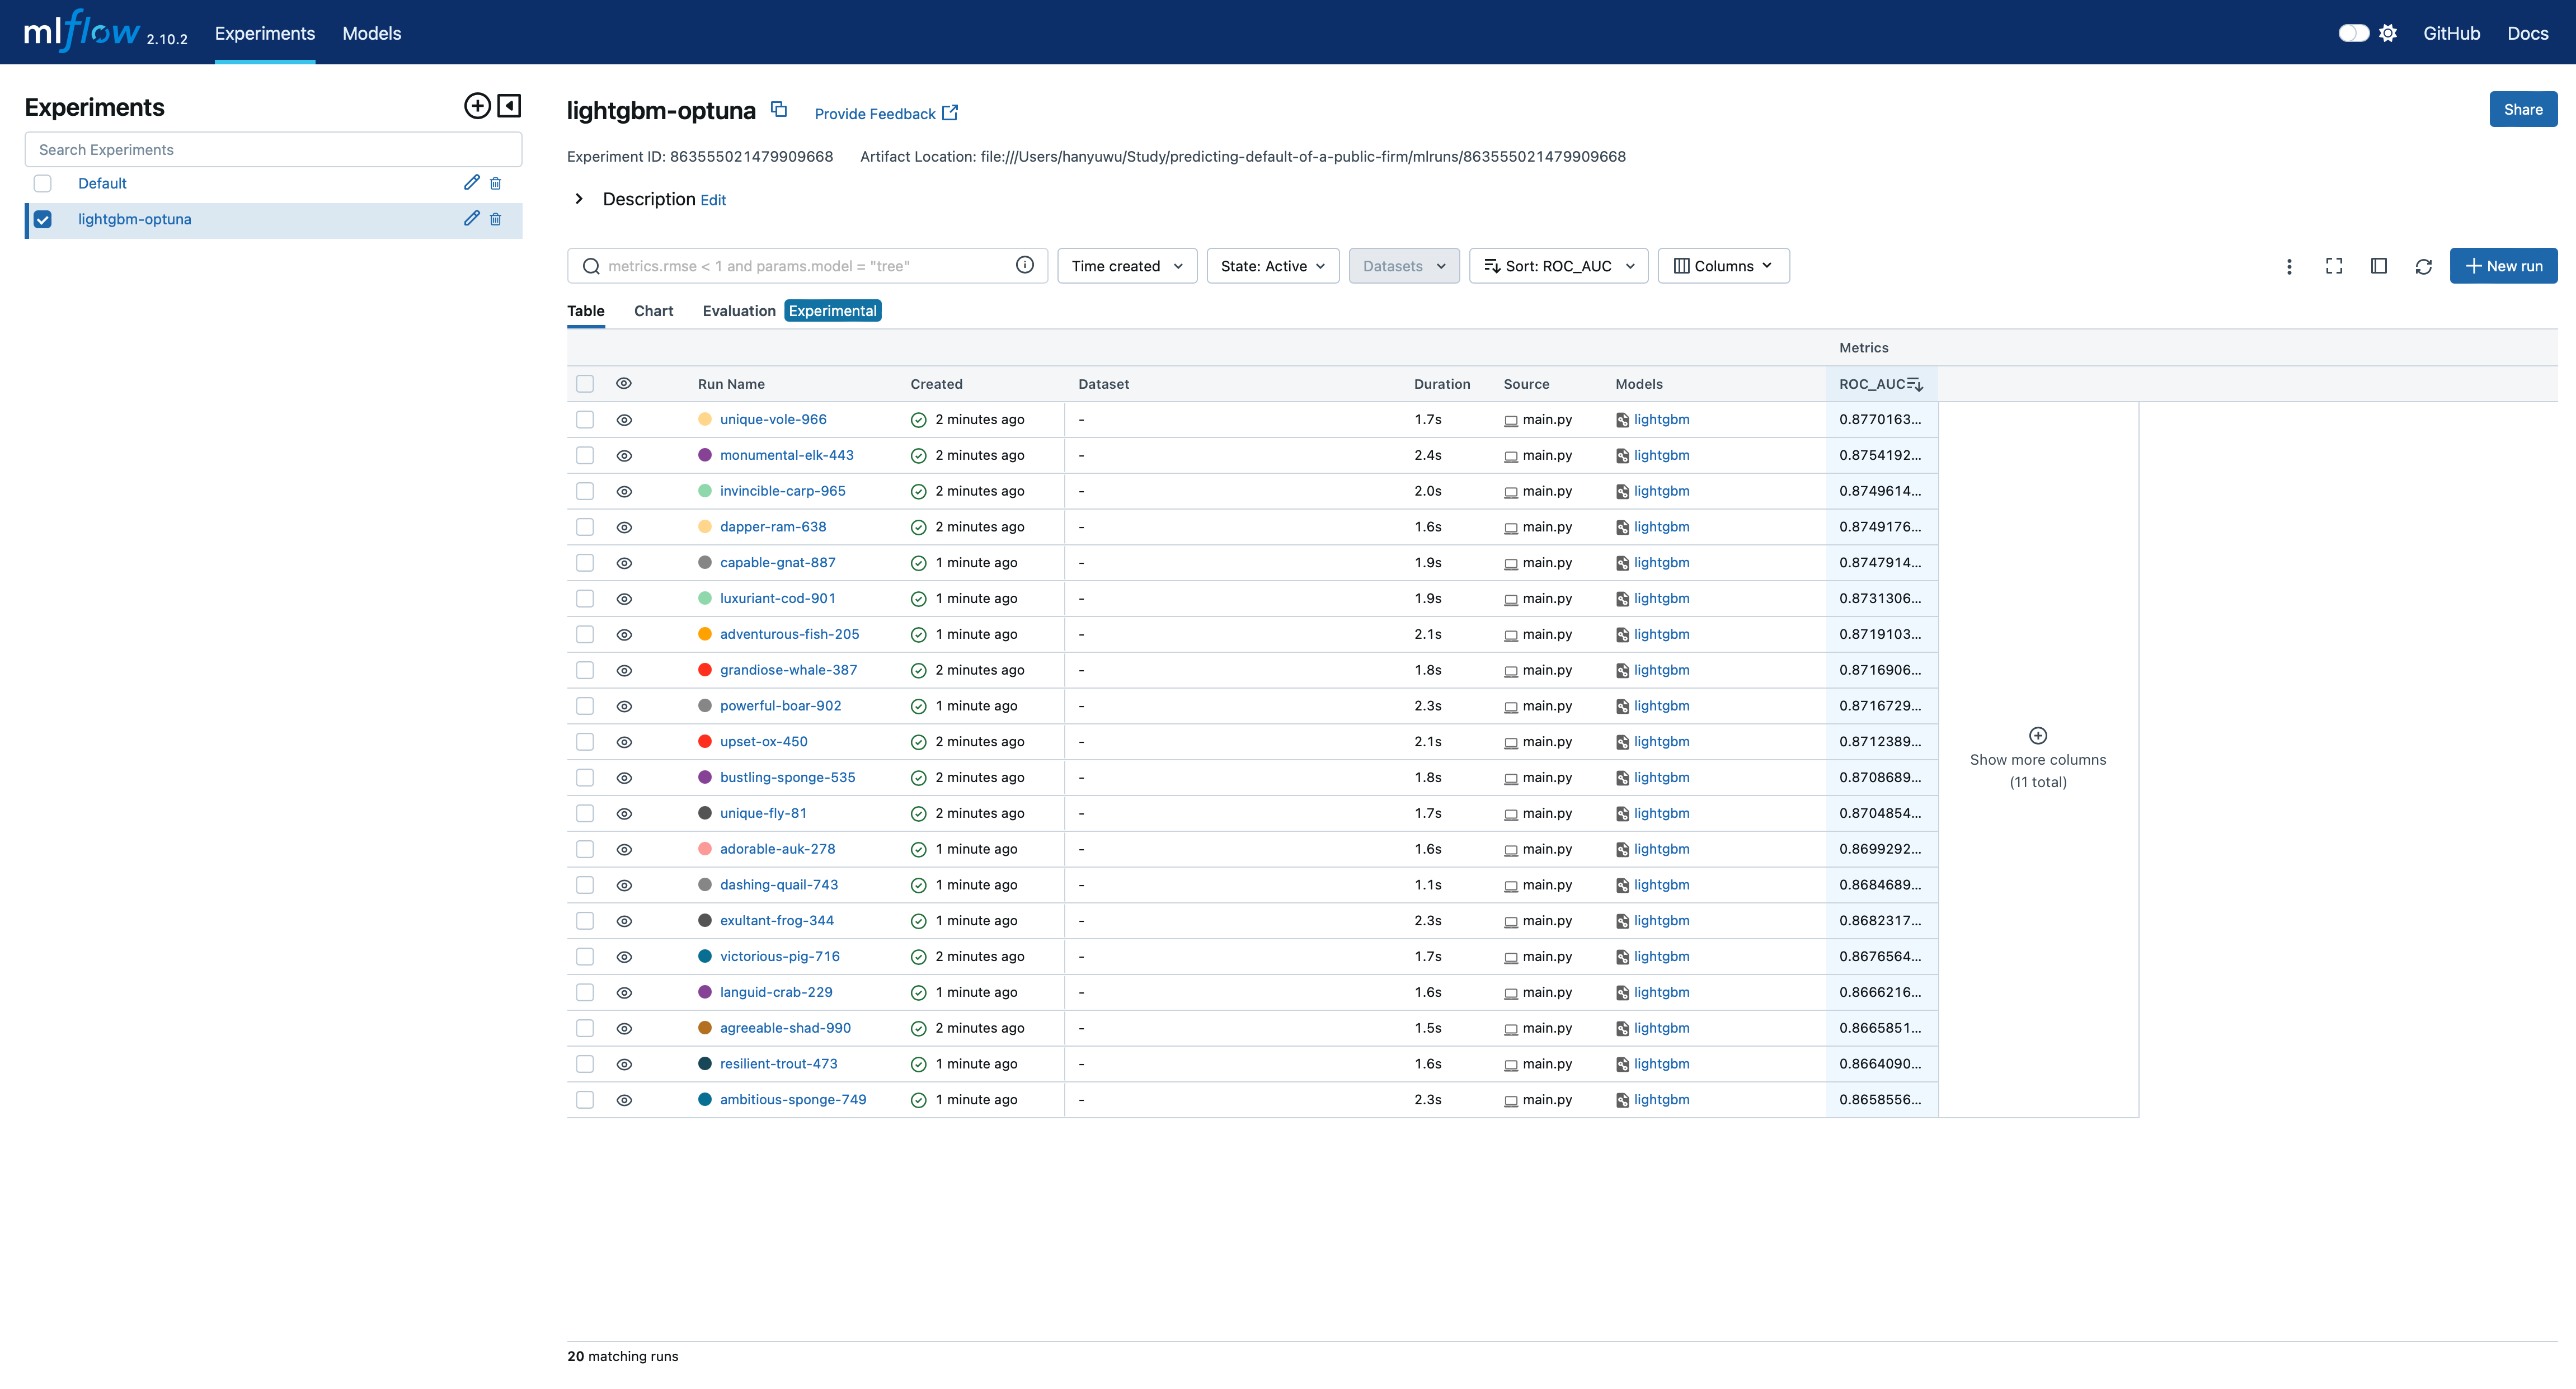 mlflow 2.10.2 Experiments Models GitHub Docs
Experiments
Search Experiments
Default
lightgbm-optuna
lightgbm-optuna Provide Feedback Share
Experiment ID: 863555021479909668 Artifact Location: file:///Users/hanyuwu/Study/predicting-default-of-a-public-firm/mlruns/863555021479909668
Description Edit
metrics.rmse < 1 and params.model = "tree" Time created State: Active Datasets Sort: ROC_AUC Columns New run
Table Chart Evaluation Experimental
Metrics
Run Name Created Dataset Duration Source Models ROC_AUC
unique-vole-966 2 minutes ago - 1.7s main.py lightgbm 0.8770163...
monumental-elk-443 2 minutes ago - 2.4s main.py lightgbm 0.8754192...
invincible-carp-965 2 minutes ago - 2.0s main.py lightgbm 0.8749614...
dapper-ram-638 2 minutes ago - 1.6s main.py lightgbm 0.8749176...
capable-gnat-887 1 minute ago - 1.9s main.py lightgbm 0.8747914...
luxuriant-cod-901 1 minute ago - 1.9s main.py lightgbm 0.8731306...
adventurous-fish-205 1 minute ago - 2.1s main.py lightgbm 0.8719103...
grandiose-whale-387 2 minutes ago - 1.8s main.py lightgbm 0.8716906...
powerful-boar-902 1 minute ago - 2.3s main.py lightgbm 0.8716729...
upset-ox-450 2 minutes ago - 2.1s main.py lightgbm 0.8712389...
bustling-sponge-535 2 minutes ago - 1.8s main.py lightgbm 0.8708689...
unique-fly-81 2 minutes ago - 1.7s main.py lightgbm 0.8704854...
adorable-auk-278 1 minute ago - 1.6s main.py lightgbm 0.8699292...
dashing-quail-743 1 minute ago - 1.1s main.py lightgbm 0.8684689...
exultant-frog-344 1 minute ago - 2.3s main.py lightgbm 0.8682317...
victorious-pig-716 2 minutes ago - 1.7s main.py lightgbm 0.8676564...
languid-crab-229 1 minute ago - 1.6s main.py lightgbm 0.8666216...
agreeable-shad-990 2 minutes ago - 1.5s main.py lightgbm 0.8665851...
resilient-trout-473 1 minute ago - 1.6s main.py lightgbm 0.8664090...
ambitious-sponge-749 1 minute ago - 2.3s main.py lightgbm 0.8658556...
Show more columns
(11 total)
20 matching runs